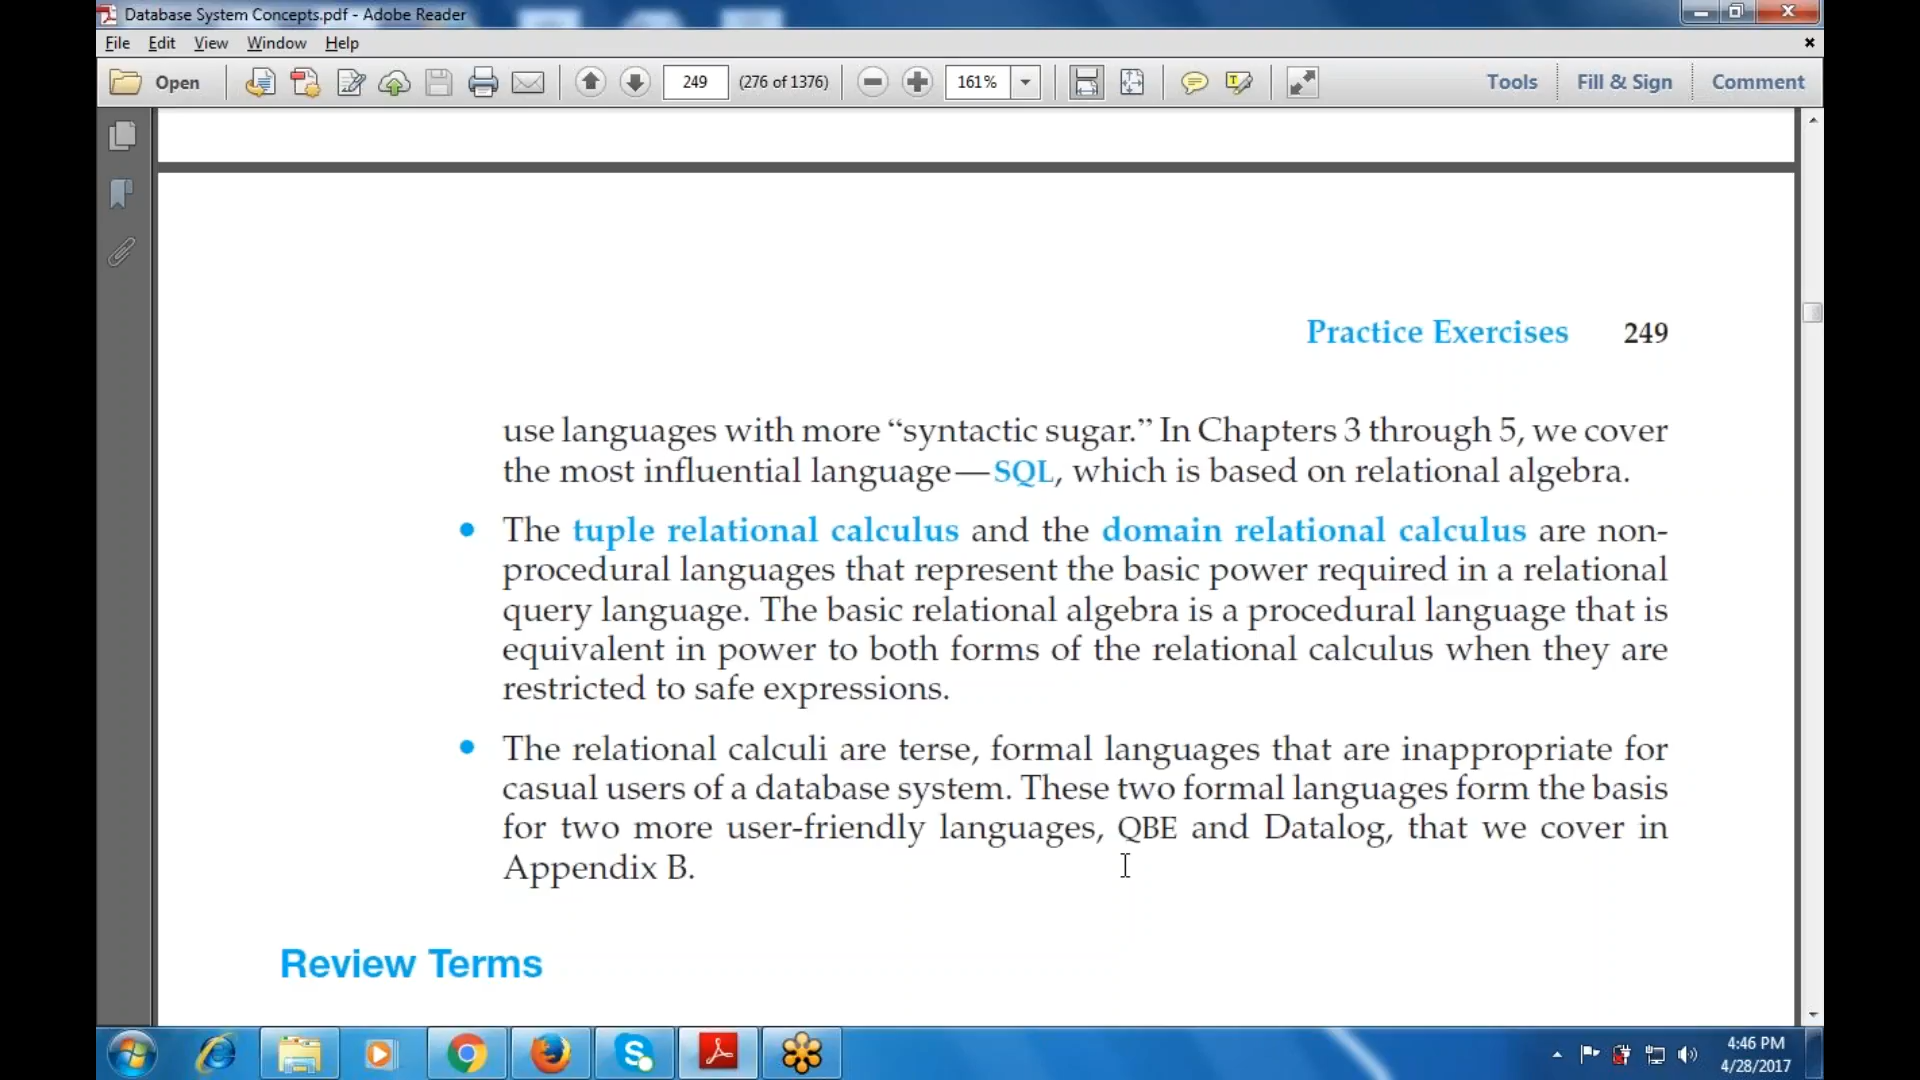 Database System Concepts.pdf - Adobe Reader
File Edit View Window Help
Open 249 (276 of 1376) 161% Tools Fill & Sign Comment
Practice Exercises 249
use languages with more “syntactic sugar.” In Chapters 3 through 5, we cover
the most influential language—SQL, which is based on relational algebra.
• The tuple relational calculus and the domain relational calculus are non-
procedural languages that represent the basic power required in a relational
query language. The basic relational algebra is a procedural language that is
equivalent in power to both forms of the relational calculus when they are
restricted to safe expressions.
• The relational calculi are terse, formal languages that are inappropriate for
casual users of a database system. These two formal languages form the basis
for two more user-friendly languages, QBE and Datalog, that we cover in
Appendix B.
Review Terms
4:46 PM
4/28/2017